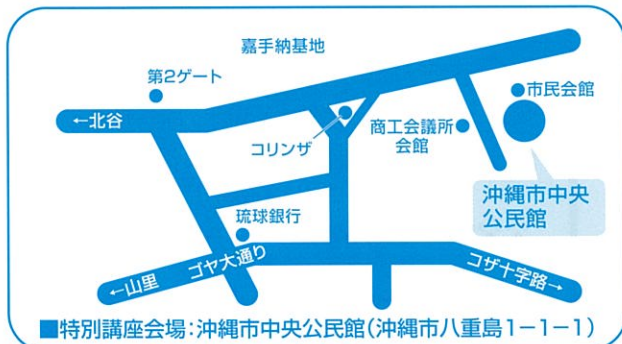 嘉手納基地
第2ゲート
市民会館
←北谷
コリンザ
商工会議所
会館
沖縄市中央
公民館
琉球銀行
ゴヤ大通り
←山里
コザ十字路→
■特別講座会場:沖縄市中央公民館(沖縄市八重島1−1−1)